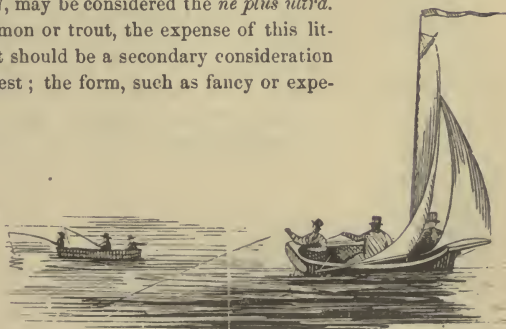 , may be considered the ne plus ultra.
mon or trout, the expense of this lit-
t should be a secondary consideration
est ; the form, such as fancy or expe-